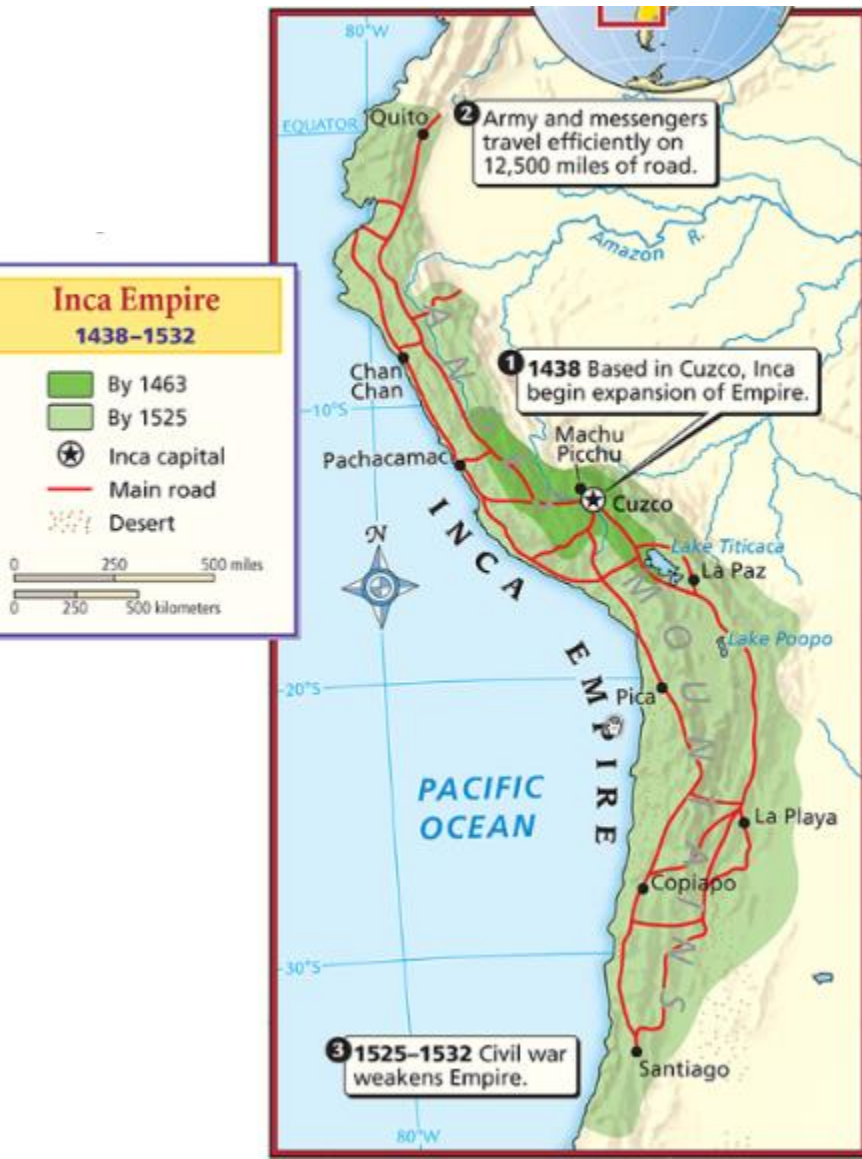 80°W
EQUATOR
Quito
2 Army and messengers
travel efficiently on
12,500 miles of road.
Amazon R.
Inca Empire
1438–1532
By 1463
By 1525
Inca capital
Main road
Desert
0 250 500 miles
0 250 500 kilometers
Chan
Chan
1 1438 Based in Cuzco, Inca
begin expansion of Empire.
10°S
Machu
Picchu
Pachacamac
Cuzco
N
INCA EMPIRE
ANDES MOUNTAINS
Lake Titicaca
La Paz
Lake Poopo
20°S
Pica
PACIFIC
OCEAN
La Playa
Copiapo
30°S
3 1525–1532 Civil war
weakens Empire.
Santiago
80°W